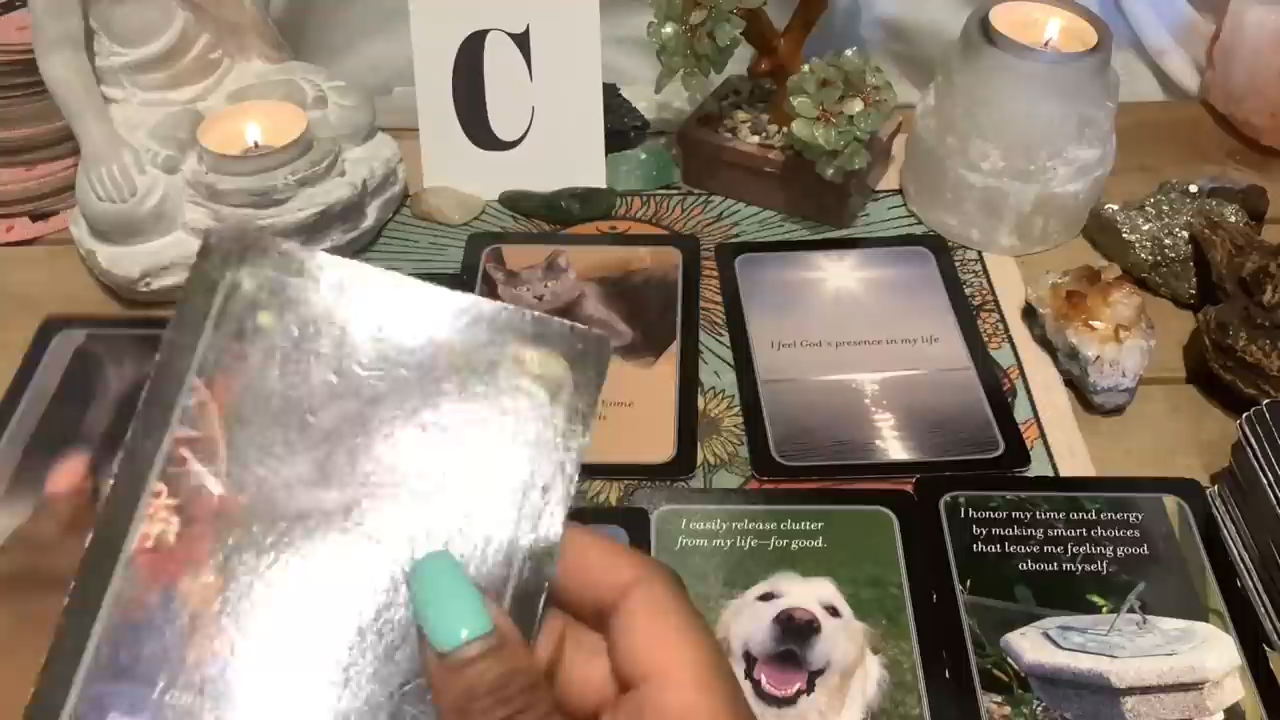 C
I feel God's presence in my life
home
I easily release clutter
from my life—for good.
I honor my time and energy
by making smart choices
that leave me feeling good
about myself.